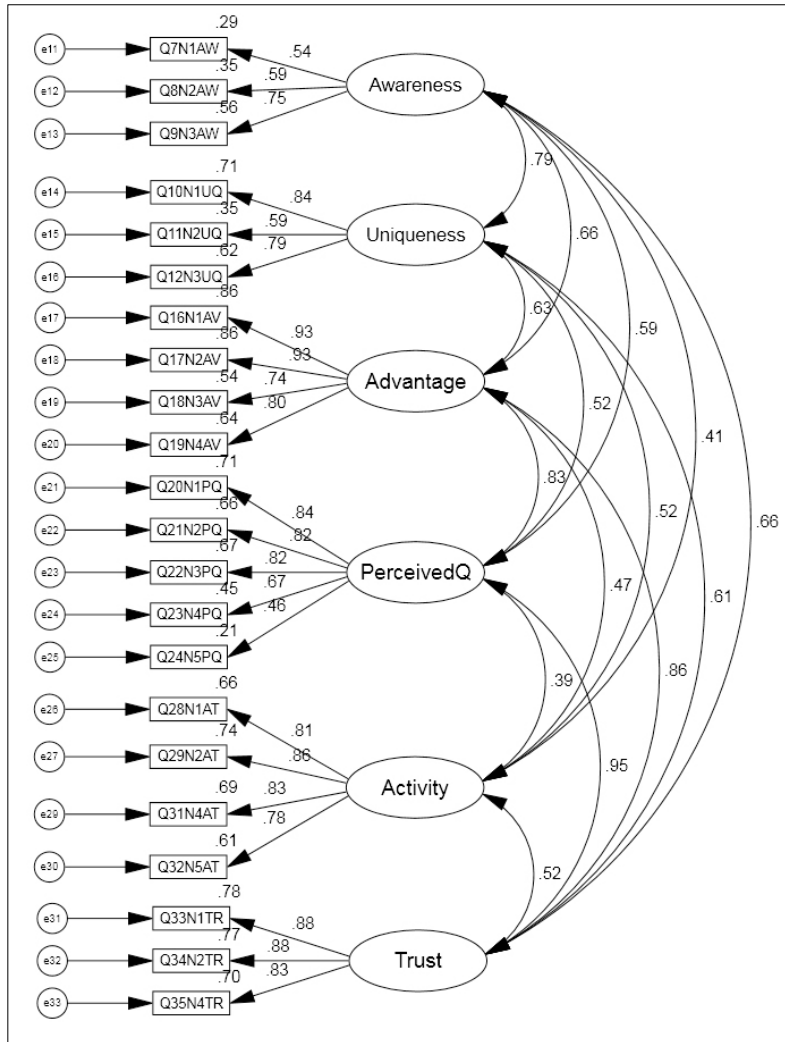 .29
e11 Q7N1AW .54
.35
e12 Q8N2AW .59 Awareness
.56 .75
e13 Q9N3AW
.79
.71
e14 Q10N1UQ .84
.35
e15 Q11N2UQ .59 Uniqueness .66
.62 .79
e16 Q12N3UQ
.86 .63
e17 Q16N1AV .93 .59
.86
e18 Q17N2AV .93 Advantage
.54 .74
e19 Q18N3AV .52
.64 .80 .41
e20 Q19N4AV
.71 .83 .52 .66
e21 Q20N1PQ .84
.66
e22 Q21N2PQ .82
.67
e23 Q22N3PQ .82 PerceivedQ
.45 .67 .47 .61
e24 Q23N4PQ .46
.21
e25 Q24N5PQ .39 .86
.66
e26 Q28N1AT .81
.74 .95
e27 Q29N2AT .86
.69 Activity
e29 Q31N4AT .83
.61 .78
e30 Q32N5AT .52
.78
e31 Q33N1TR .88
.77
e32 Q34N2TR .88 Trust
.70 .83
e33 Q35N4TR